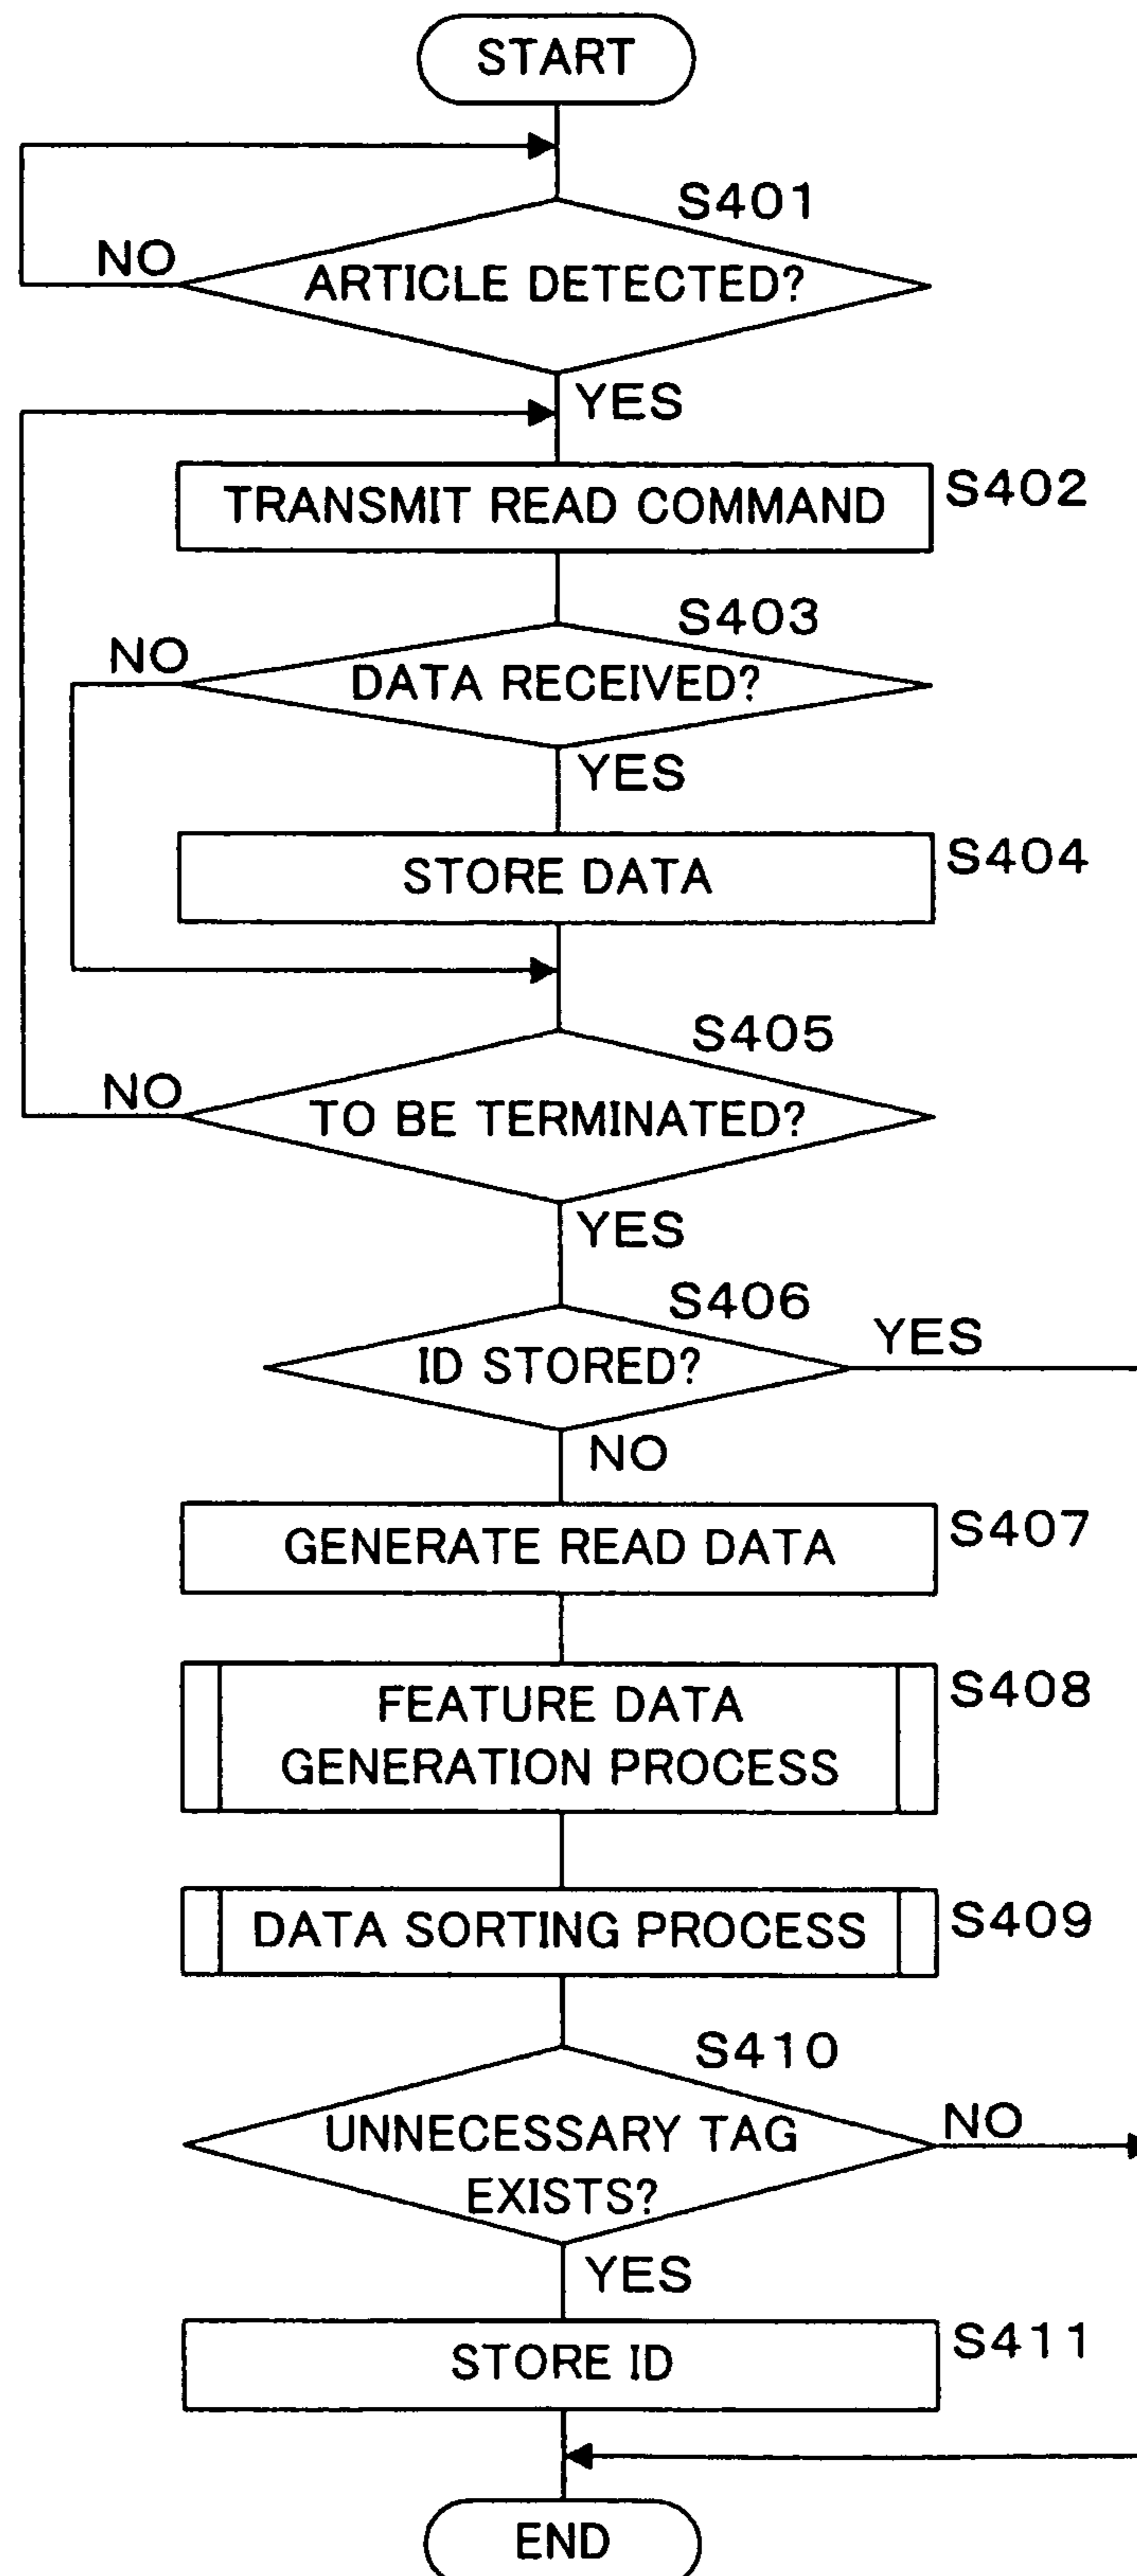 START
S401
NO
ARTICLE DETECTED?
YES
TRANSMIT READ COMMAND
S402
S403
NO
DATA RECEIVED?
YES
STORE DATA
S404
S405
NO
TO BE TERMINATED?
YES
S406
YES
ID STORED?
NO
GENERATE READ DATA
S407
FEATURE DATA
GENERATION PROCESS
S408
DATA SORTING PROCESS
S409
S410
UNNECESSARY TAG
EXISTS?
NO
YES
STORE ID
S411
END